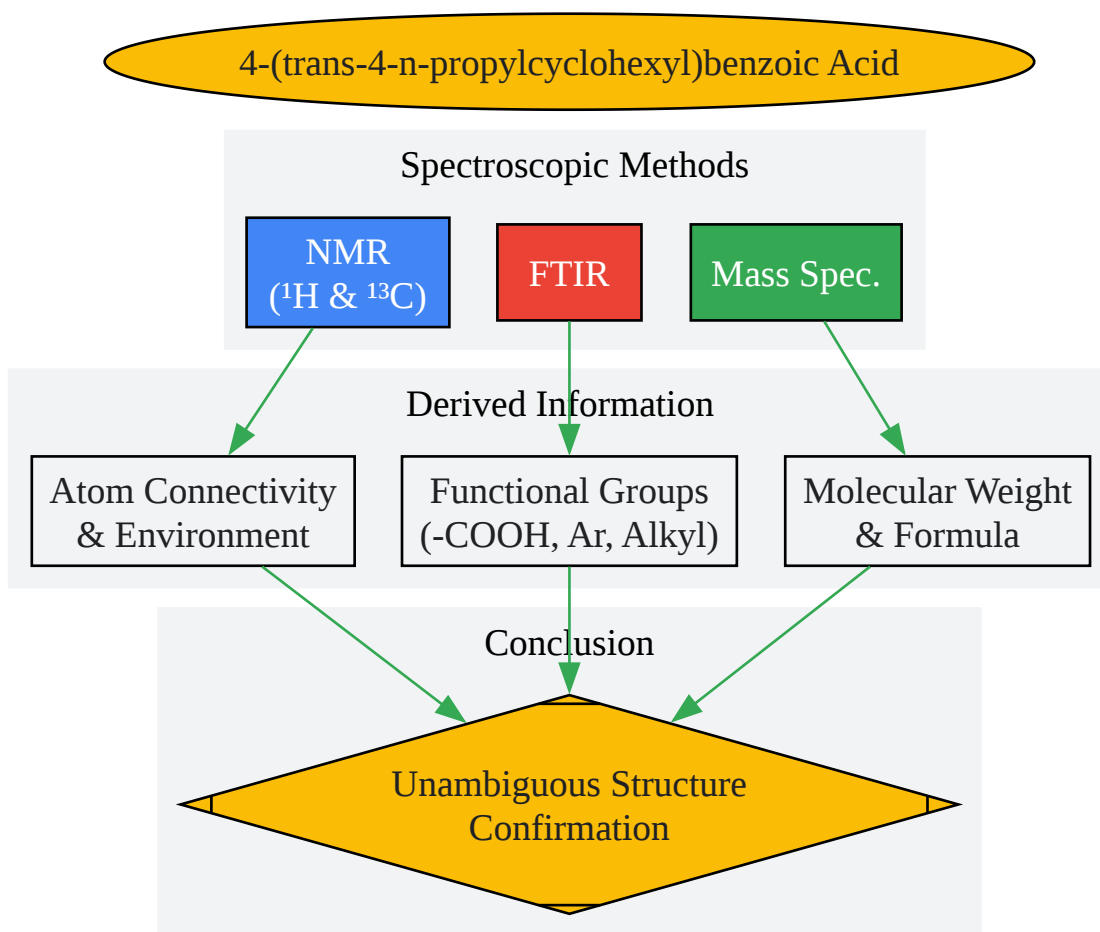 4-(trans-4-n-propylcyclohexyl)benzoic Acid
Spectroscopic Methods
NMR
(¹H & ¹³C)
FTIR
Mass Spec.
Derived Information
Atom Connectivity
& Environment
Functional Groups
(-COOH, Ar, Alkyl)
Molecular Weight
& Formula
Conclusion
Unambiguous Structure
Confirmation